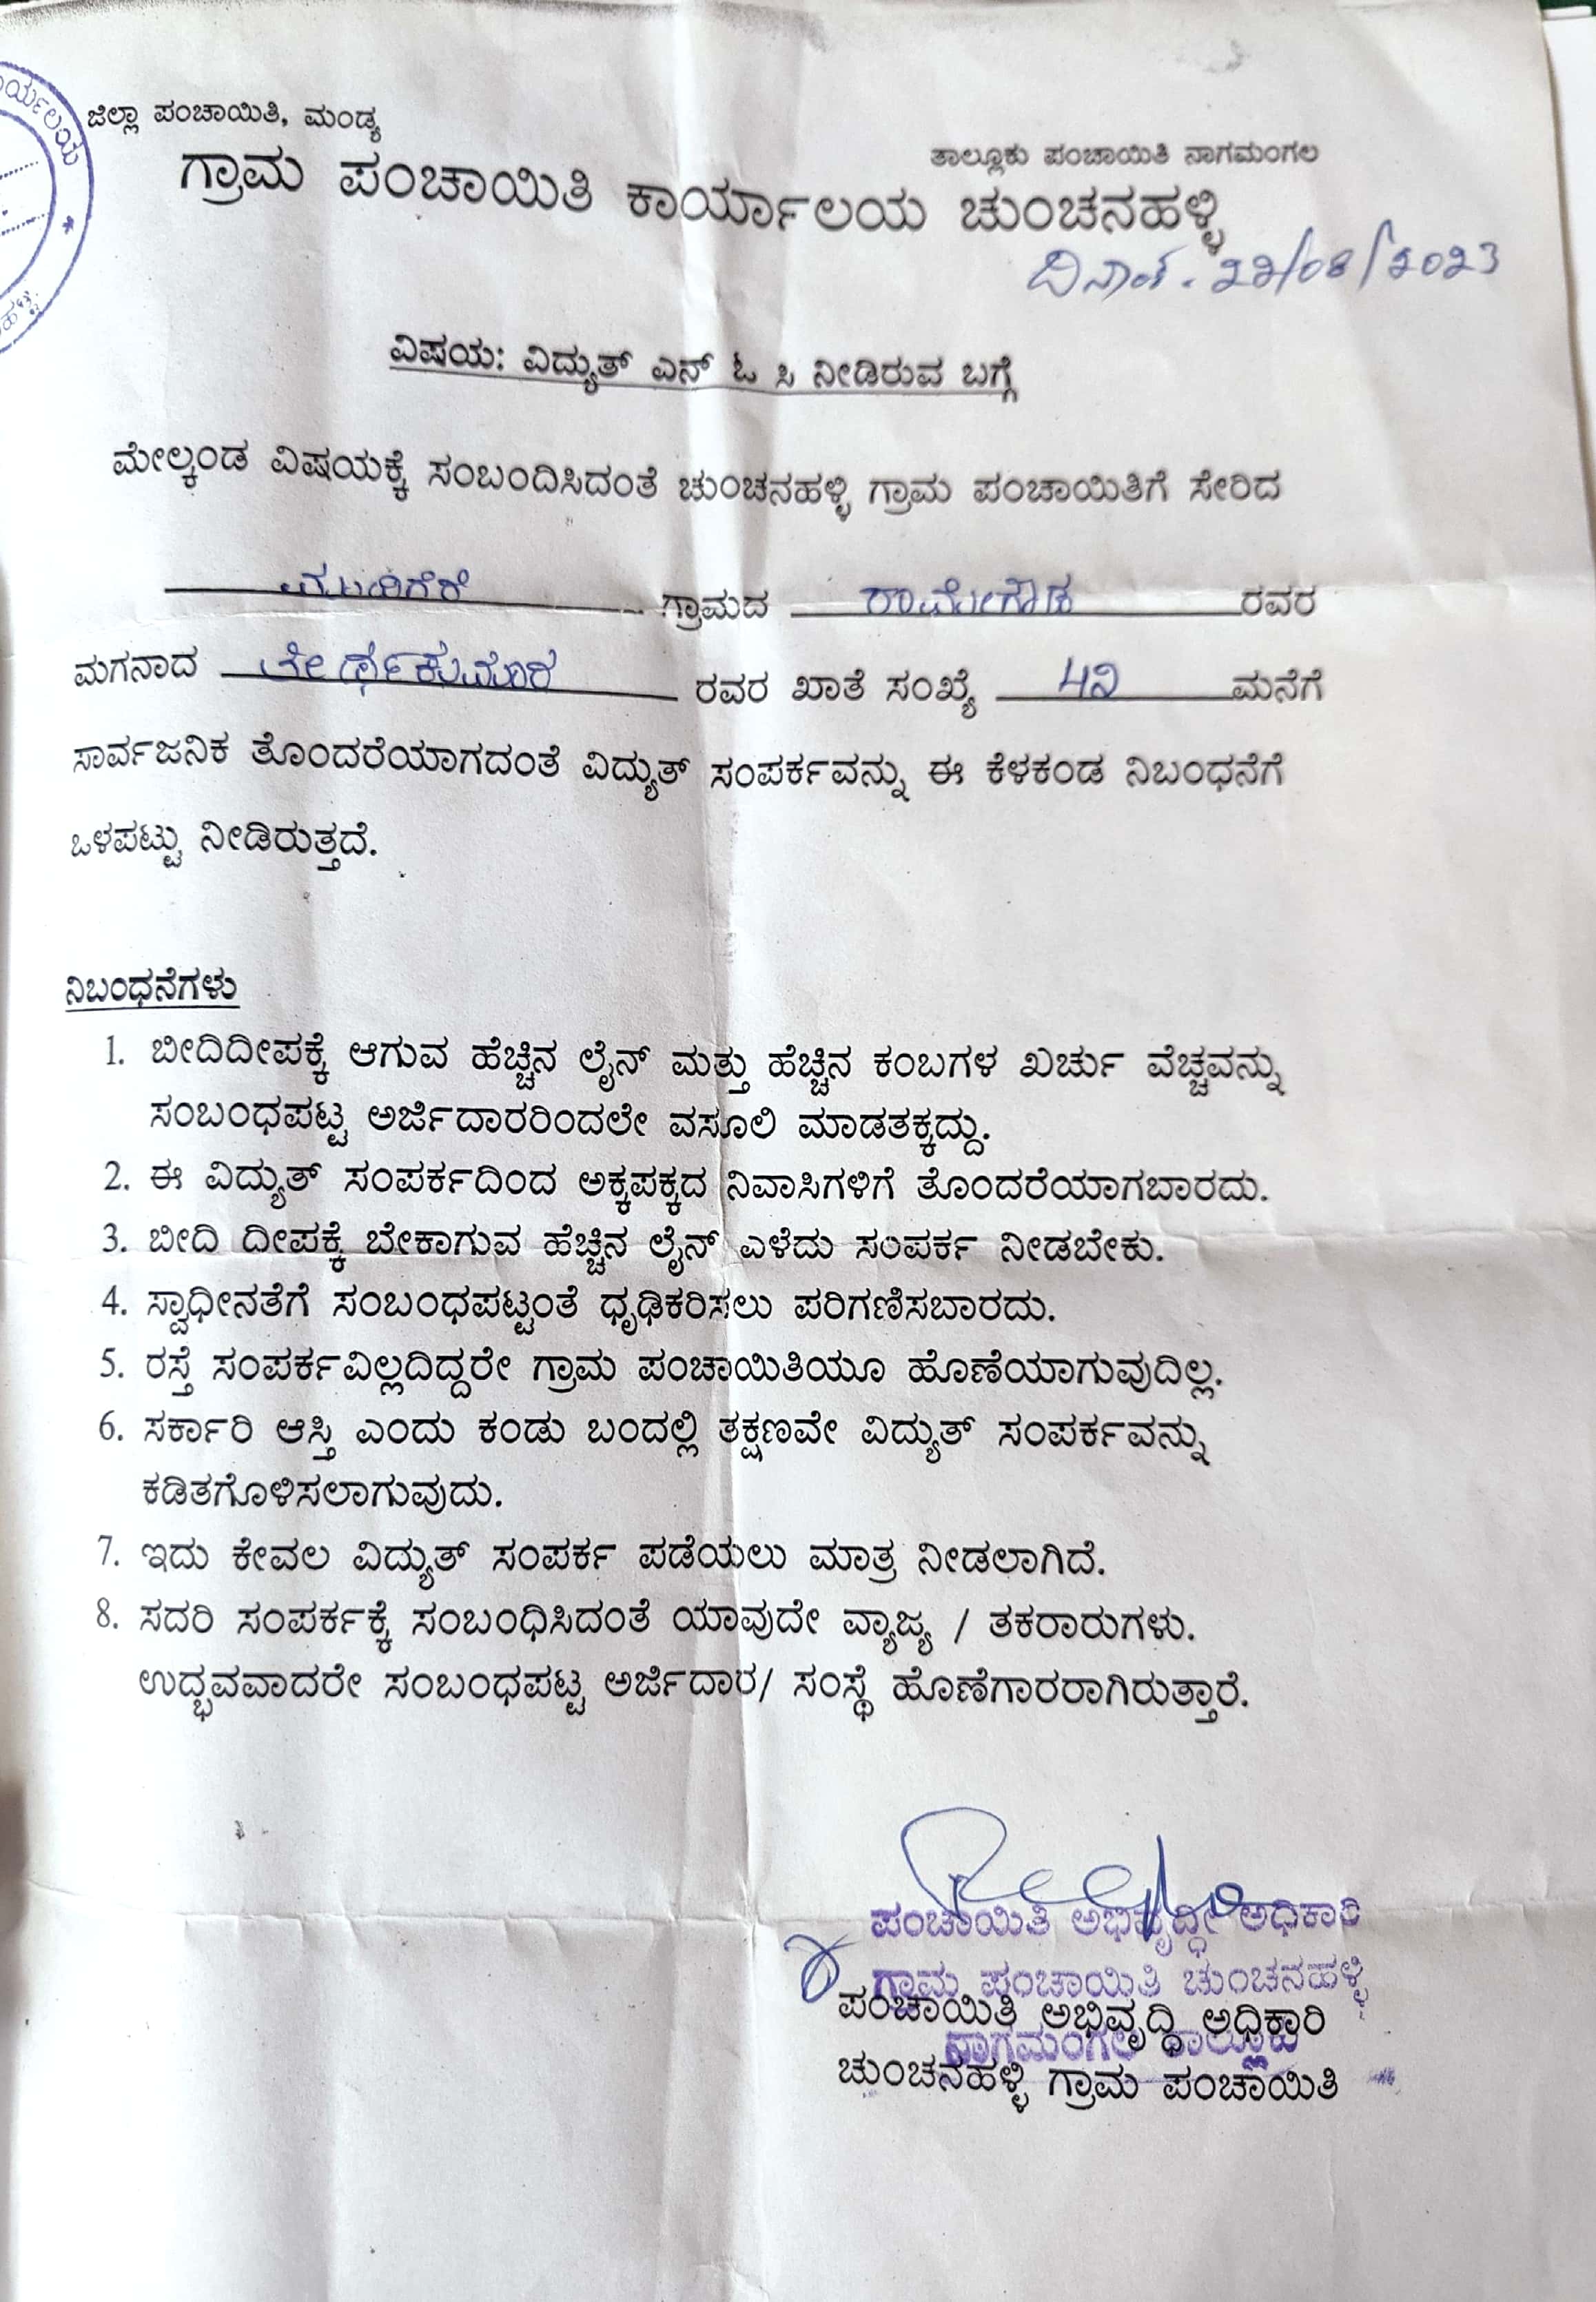 ಜಿಲ್ಲಾ ಪಂಚಾಯಿತಿ, ಮಂಡ್ಯ
ತಾಲ್ಲೂಕು ಪಂಚಾಯಿತಿ ನಾಗಮಂಗಲ
ಗ್ರಾಮ ಪಂಚಾಯಿತಿ ಕಾರ್ಯಾಲಯ ಚುಂಚನಹಳ್ಳಿ
ದಿನಾಂಕ. 22/08/2023
ವಿಷಯ: ವಿದ್ಯುತ್ ಎನ್ ಓ ಸಿ ನೀಡಿರುವ ಬಗ್ಗೆ
ಮೇಲ್ಕಂಡ ವಿಷಯಕ್ಕೆ ಸಂಬಂದಿಸಿದಂತೆ ಚುಂಚನಹಳ್ಳಿ ಗ್ರಾಮ ಪಂಚಾಯಿತಿಗೆ ಸೇರಿದ
ಗ್ರಾಮದ ರಾಮೇಗೌಡ ರವರ
ಮಗನಾದ ತೀರ್ಥಕುಮಾರ ರವರ ಖಾತೆ ಸಂಖ್ಯೆ ಮನೆಗೆ
ಸಾರ್ವಜನಿಕ ತೊಂದರೆಯಾಗದಂತೆ ವಿದ್ಯುತ್ ಸಂಪರ್ಕವನ್ನು ಈ ಕೆಳಕಂಡ ನಿಬಂಧನೆಗೆ
ಒಳಪಟ್ಟು ನೀಡಿರುತ್ತದೆ.
ನಿಬಂಧನೆಗಳು
1. ಬೀದಿದೀಪಕ್ಕೆ ಆಗುವ ಹೆಚ್ಚಿನ ಲೈನ್ ಮತ್ತು ಹೆಚ್ಚಿನ ಕಂಬಗಳ ಖರ್ಚು ವೆಚ್ಚವನ್ನು
ಸಂಬಂಧಪಟ್ಟ ಅರ್ಜಿದಾರರಿಂದಲೇ ವಸೂಲಿ ಮಾಡತಕ್ಕದ್ದು.
2. ಈ ವಿದ್ಯುತ್ ಸಂಪರ್ಕದಿಂದ ಅಕ್ಕಪಕ್ಕದ ನಿವಾಸಿಗಳಿಗೆ ತೊಂದರೆಯಾಗಬಾರದು.
3. ಬೀದಿ ದೀಪಕ್ಕೆ ಬೇಕಾಗುವ ಹೆಚ್ಚಿನ ಲೈನ್ ಎಳೆದು ಸಂಪರ್ಕ ನೀಡಬೇಕು.
4. ಸ್ವಾಧೀನತೆಗೆ ಸಂಬಂಧಪಟ್ಟಂತೆ ಧೃಢಿಕರಿಸಲು ಪರಿಗಣಿಸಬಾರದು.
5. ರಸ್ತೆ ಸಂಪರ್ಕವಿಲ್ಲದಿದ್ದರೇ ಗ್ರಾಮ ಪಂಚಾಯಿತಿಯೂ ಹೊಣೆಯಾಗುವುದಿಲ್ಲ.
6. ಸರ್ಕಾರಿ ಆಸ್ತಿ ಎಂದು ಕಂಡು ಬಂದಲ್ಲಿ ತಕ್ಷಣವೇ ವಿದ್ಯುತ್ ಸಂಪರ್ಕವನ್ನು
ಕಡಿತಗೊಳಿಸಲಾಗುವುದು.
7. ಇದು ಕೇವಲ ವಿದ್ಯುತ್ ಸಂಪರ್ಕ ಪಡೆಯಲು ಮಾತ್ರ ನೀಡಲಾಗಿದೆ.
8. ಸದರಿ ಸಂಪರ್ಕಕ್ಕೆ ಸಂಬಂಧಿಸಿದಂತೆ ಯಾವುದೇ ವ್ಯಾಜ್ಯ / ತಕರಾರುಗಳು.
ಉದ್ಭವವಾದರೇ ಸಂಬಂಧಪಟ್ಟ ಅರ್ಜಿದಾರ/ ಸಂಸ್ಥೆ ಹೊಣೆಗಾರರಾಗಿರುತ್ತಾರೆ.
ಪಂಚಾಯಿತಿ ಅಭಿವೃದ್ಧೀ ಅಧಿಕಾರಿ
ಗ್ರಾಮ ಪಂಚಾಯಿತಿ ಚುಂಚನಹಳ್ಳಿ
ಪಂಚಾಯಿತಿ ಅಭಿವೃದ್ಧಿ ಅಧಿಕಾರಿ
ನಾಗಮಂಗಲ ತಾಲ್ಲೂಕು
ಚುಂಚನಹಳ್ಳಿ ಗ್ರಾಮ ಪಂಚಾಯಿತಿ